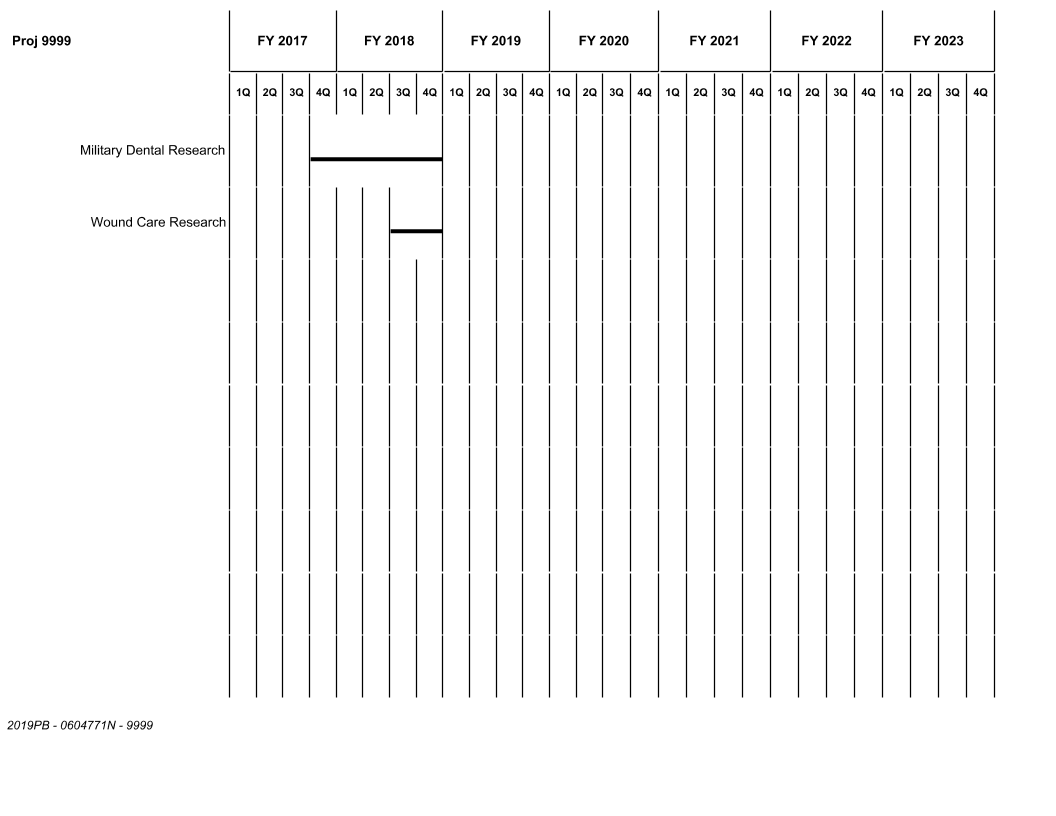 Proj 9999 FY 2017 FY 2018 FY 2019 FY 2020 FY 2021 FY 2022 FY 2023
1Q 2Q 3Q 4Q 1Q 2Q 3Q 4Q 1Q 2Q 3Q 4Q 1Q 2Q 3Q 4Q 1Q 2Q 3Q 4Q 1Q 2Q 3Q 4Q 1Q 2Q 3Q 4Q
Military Dental Research
Wound Care Research
2019PB - 0604771N - 9999